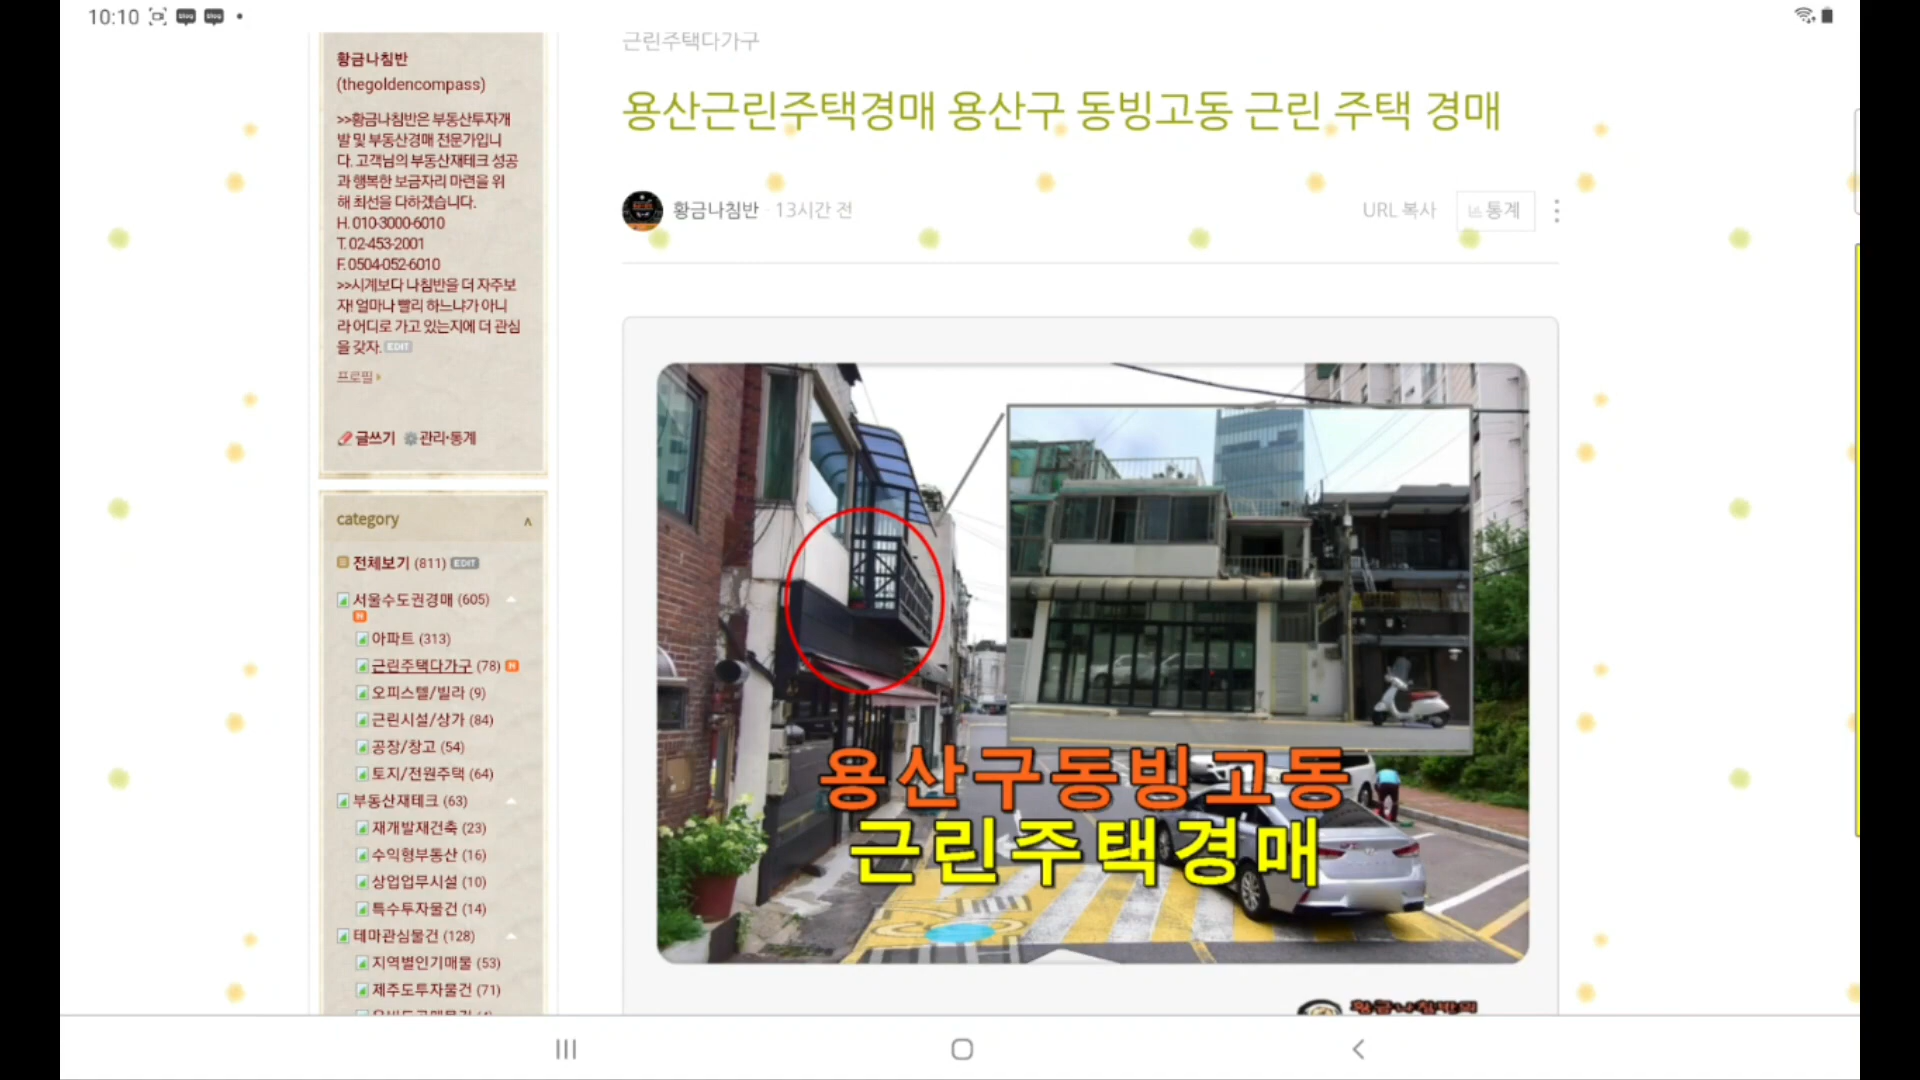 10:10
근린주택다가구
용산근린주택경매 용산구 동빙고동 근린 주택 경매
황금나침반 · 13시간 전
URL 복사
통계
황금나침반
(thegoldencompass)
>>황금나침반은 부동산투자개
발 및 부동산경매 전문가입니
다. 고객님의 부동산재테크 성공
과 행복한 보금자리 마련을 위
해 최선을 다하겠습니다.
H. 010-3000-6010
T. 02-453-2001
F. 0504-052-6010
>>시계보다 나침반을 더 자주보
자! 얼마나 빨리 하느냐가 아니
라 어디로 가고 있는지에 더 관심
을 갖자. EDIT
프로필
글쓰기 관리·통계
category
전체보기 (811) EDIT
서울수도권경매 (605)
N
아파트 (313)
근린주택다가구 (78) N
오피스텔/빌라 (9)
근린시설/상가 (84)
공장/창고 (54)
토지/전원주택 (64)
부동산재테크 (63)
재개발재건축 (23)
수익형부동산 (16)
상업업무시설 (10)
특수투자물건 (14)
테마관심물건 (128)
지역별인기매물 (53)
제주도투자물건 (71)
용산구동빙고동
근린주택경매
황금나침반의